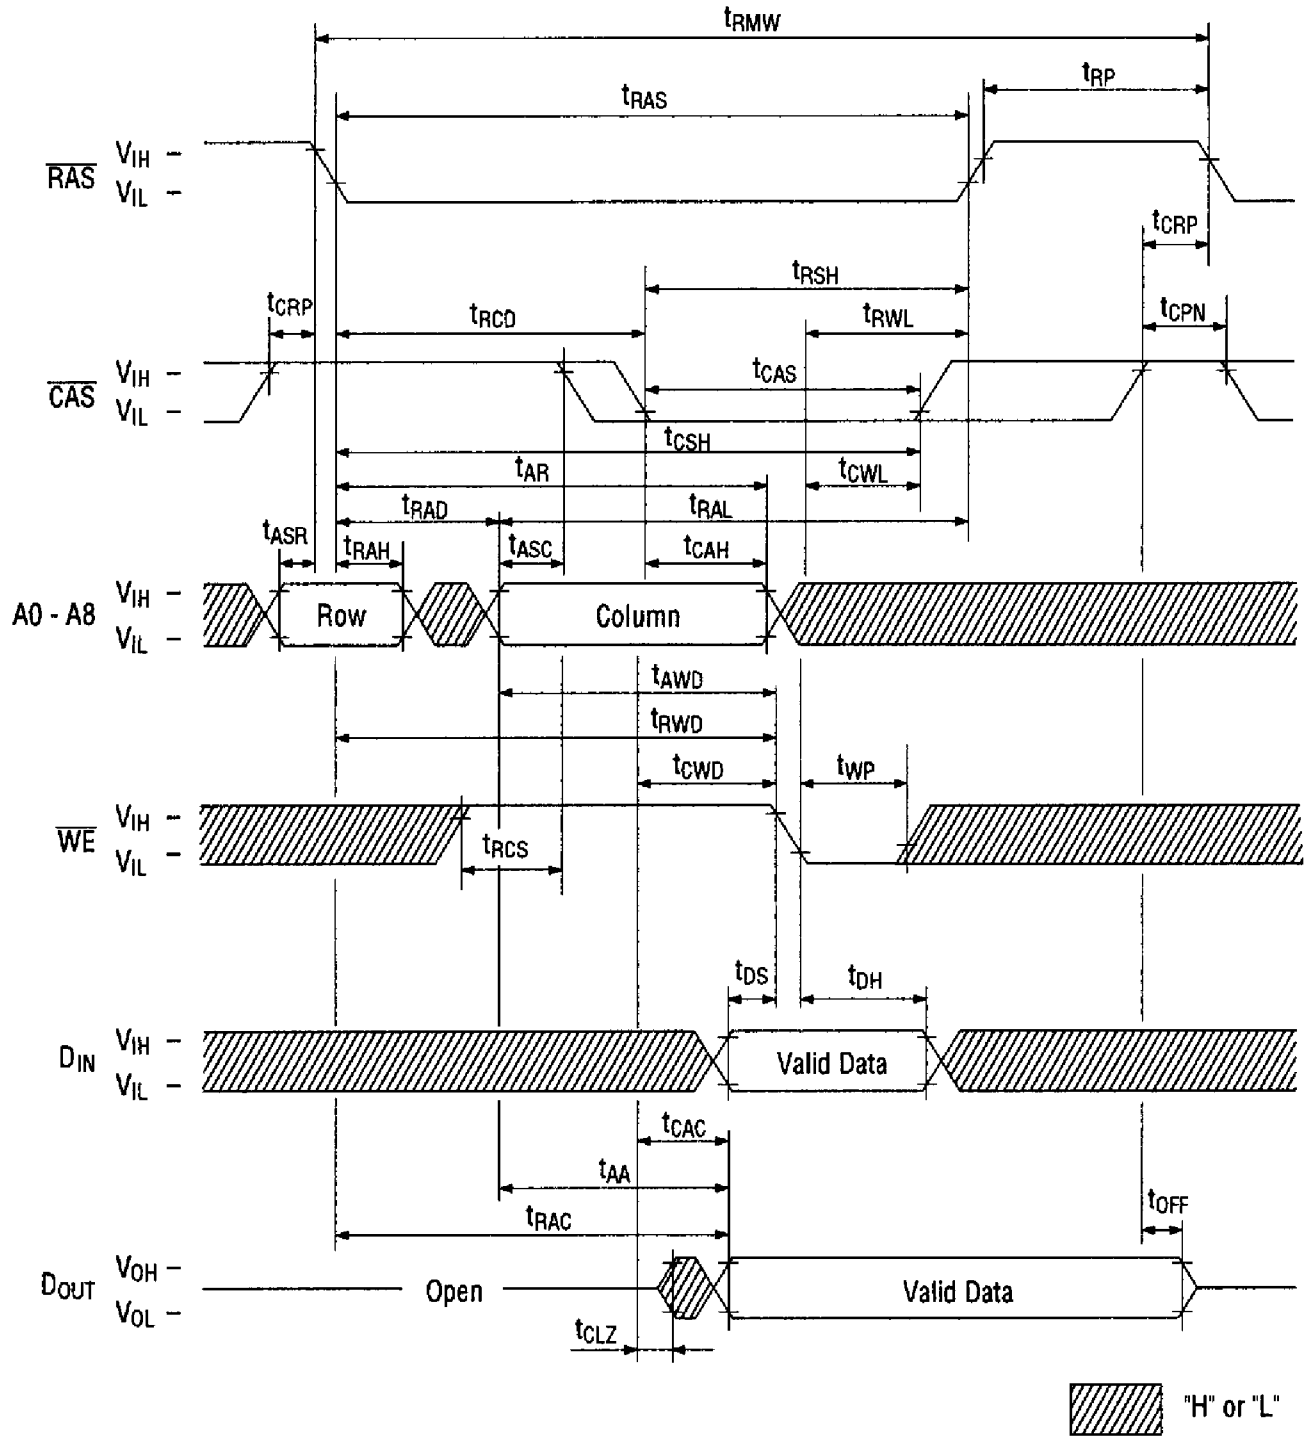 tRMW
tRP
tRAS
RAS
VIH –
VIL –
tCRP
tRSH
tCRP
tRCD
tRWL
tCPN
CAS
VIH –
VIL –
tCAS
tCSH
tAR
tCWL
tRAD
tRAL
tASR
tRAH
tASC
tCAH
A0 - A8
VIH –
VIL –
Row
Column
tAWD
tRWD
tCWD
tWP
WE
VIH –
VIL –
tRCS
tDS
tDH
DIN
VIH –
VIL –
Valid Data
tCAC
tAA
tOFF
tRAC
DOUT
VOH –
VOL –
Open
Valid Data
tCLZ
"H" or "L"